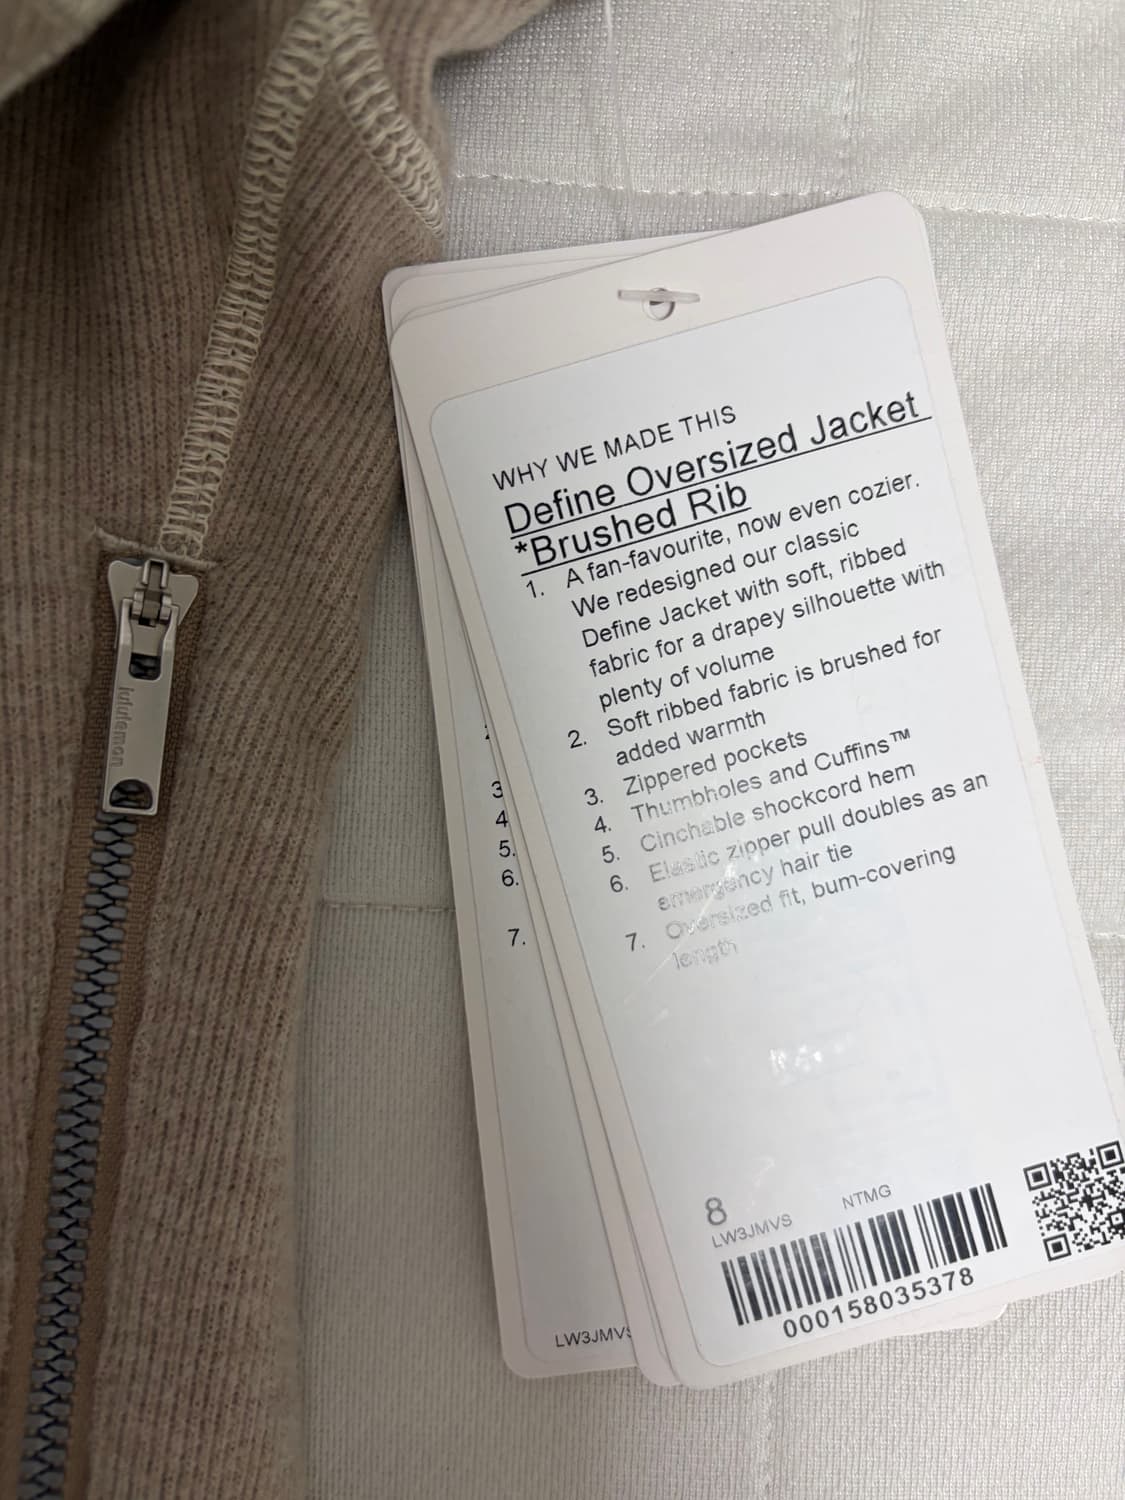 lululemon
WHY WE MADE THIS
Define Oversized Jacket
*Brushed Rib
1. A fan-favourite, now even cozier.
We redesigned our classic
Define Jacket with soft, ribbed
fabric for a drapey silhouette with
plenty of volume
2. Soft ribbed fabric is brushed for
added warmth
3. Zippered pockets
4. Thumbholes and Cuffins™
5. Cinchable shockcord hem
6. Elastic zipper pull doubles as an
emergency hair tie
7. Oversized fit, bum-covering
length
8
LW3JMVS NTMG
000158035378
3
4
5.
6.
7.
LW3JMVS